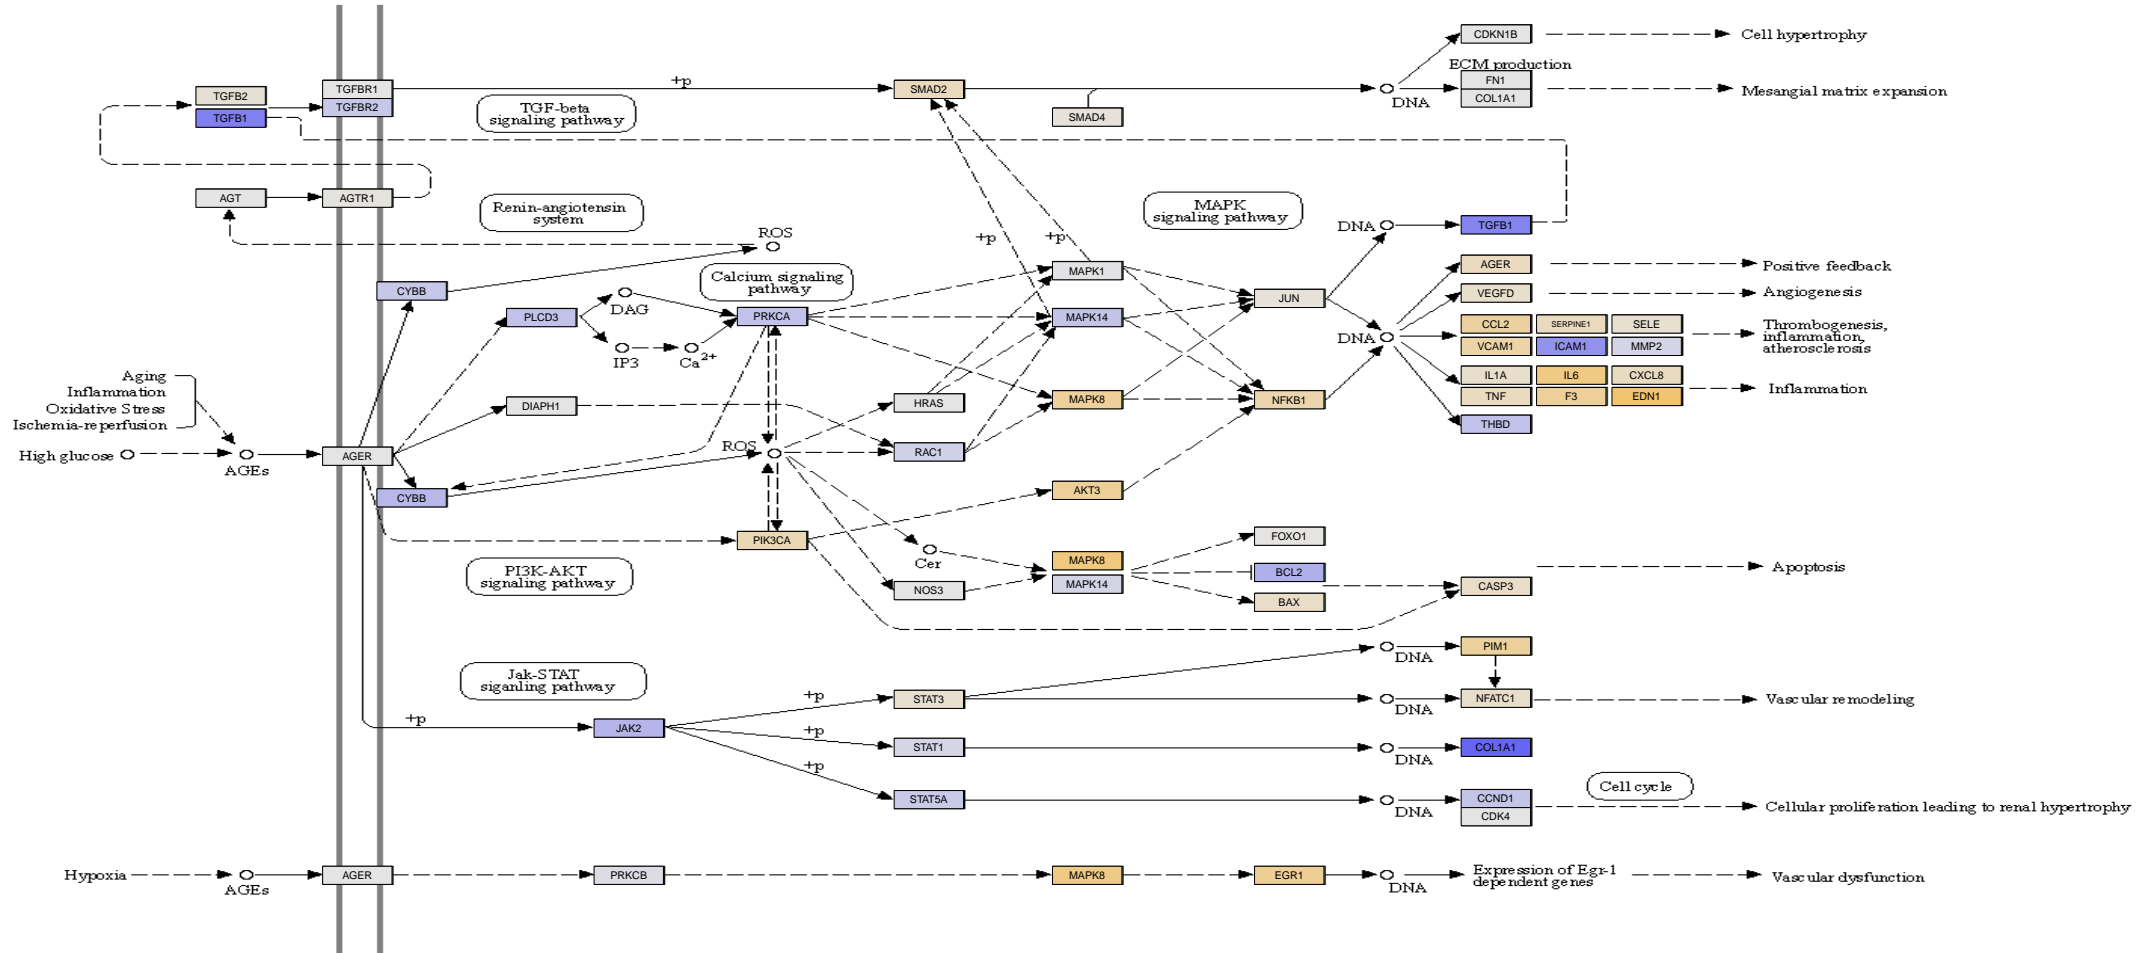 CDKN1B
Cell hypertrophy
ECM production
+p
TGFBR1
TGFB2
TGFBR2
TGFB1
SMAD2
FN1
COL1A1
DNA
Mesangial matrix expansion
TGF-beta
signaling pathway
SMAD4
AGT
AGTR1
Renin-angiotensin
system
MAPK
signaling pathway
ROS
+p
+p
DNA
TGFB1
CYBB
Calcium signaling
pathway
MAPK1
AGER
Positive feedback
DAG
JUN
VEGFD
Angiogenesis
PLCD3
PRKCA
MAPK14
CCL2
SERPINE1
SELE
Thrombogenesis,
inflammation,
atherosclerosis
IP3
Ca2+
DNA
VCAM1
ICAM1
MMP2
Aging
Inflammation
Oxidative Stress
Ischemia-reperfusion
IL1A
IL6
CXCL8
Inflammation
DIAPH1
HRAS
MAPK8
NFKB1
TNF
F3
EDN1
THBD
High glucose
AGEs
AGER
ROS
RAC1
CYBB
AKT3
PIK3CA
FOXO1
Cer
MAPK8
PI3K-AKT
signaling pathway
NOS3
MAPK14
BCL2
BAX
CASP3
Apoptosis
DNA
PIM1
Jak-STAT
siganling pathway
+p
STAT3
DNA
NFATC1
Vascular remodeling
+p
JAK2
+p
STAT1
DNA
COL1A1
+p
STAT5A
DNA
CCND1
CDK4
Cell cycle
Cellular proliferation leading to renal hypertrophy
Hypoxia
AGEs
AGER
PRKCB
MAPK8
EGR1
DNA
Expression of Egr-1
dependent genes
Vascular dysfunction